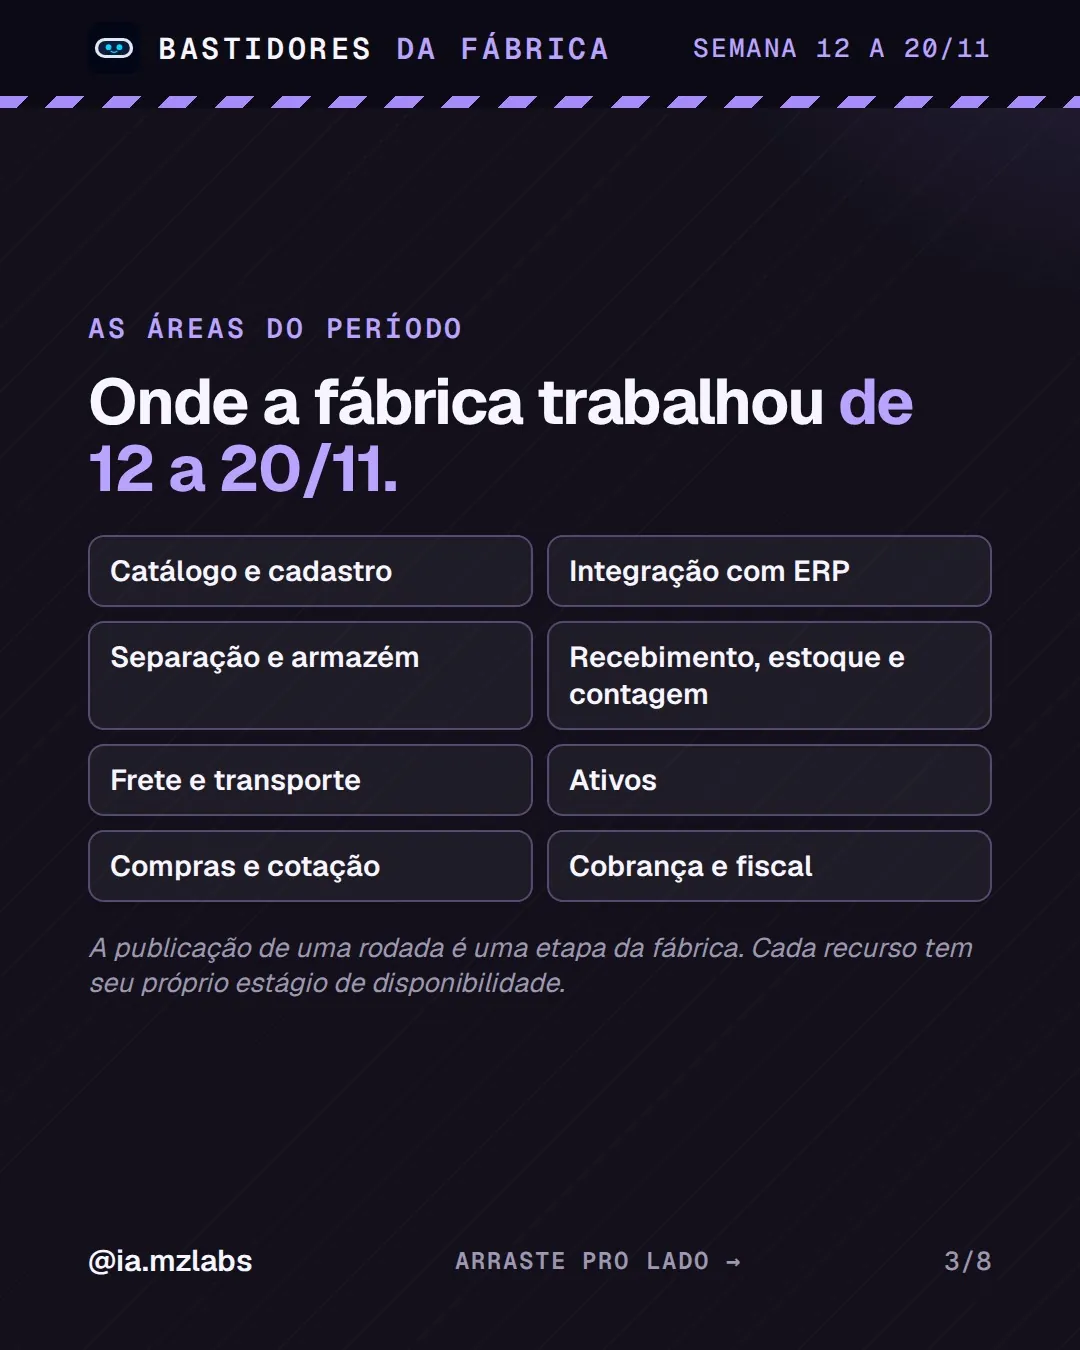 BASTIDORES DA FÁBRICA
SEMANA 12 A 20/11
AS ÁREAS DO PERÍODO
Onde a fábrica trabalhou de
12 a 20/11.
Catálogo e cadastro
Integração com ERP
Separação e armazém
Recebimento, estoque e
contagem
Frete e transporte
Ativos
Compras e cotação
Cobrança e fiscal
A publicação de uma rodada é uma etapa da fábrica. Cada recurso tem
seu próprio estágio de disponibilidade.
@ia.mzlabs
ARRASTE PRO LADO →
3/8